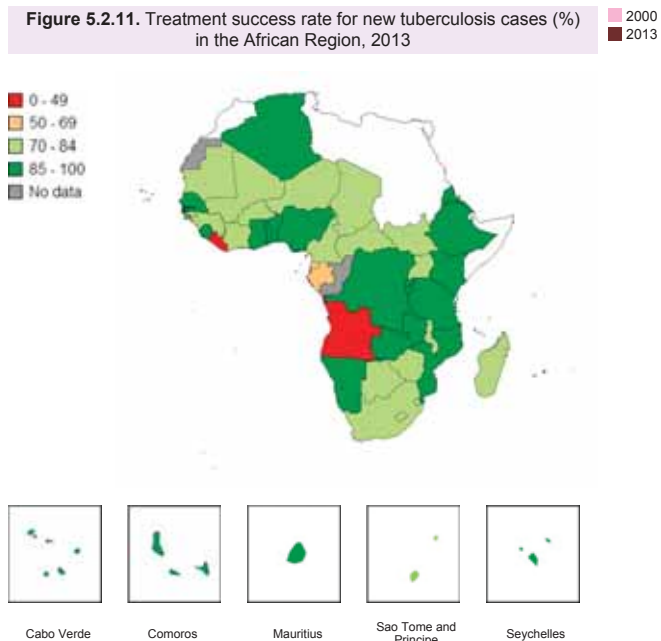 Figure 5.2.11. Treatment success rate for new tuberculosis cases (%)
in the African Region, 2013
2000
2013
0 - 49
50 - 69
70 - 84
85 - 100
No data
Cabo Verde
Comoros
Mauritius
Sao Tome and
Principe
Seychelles